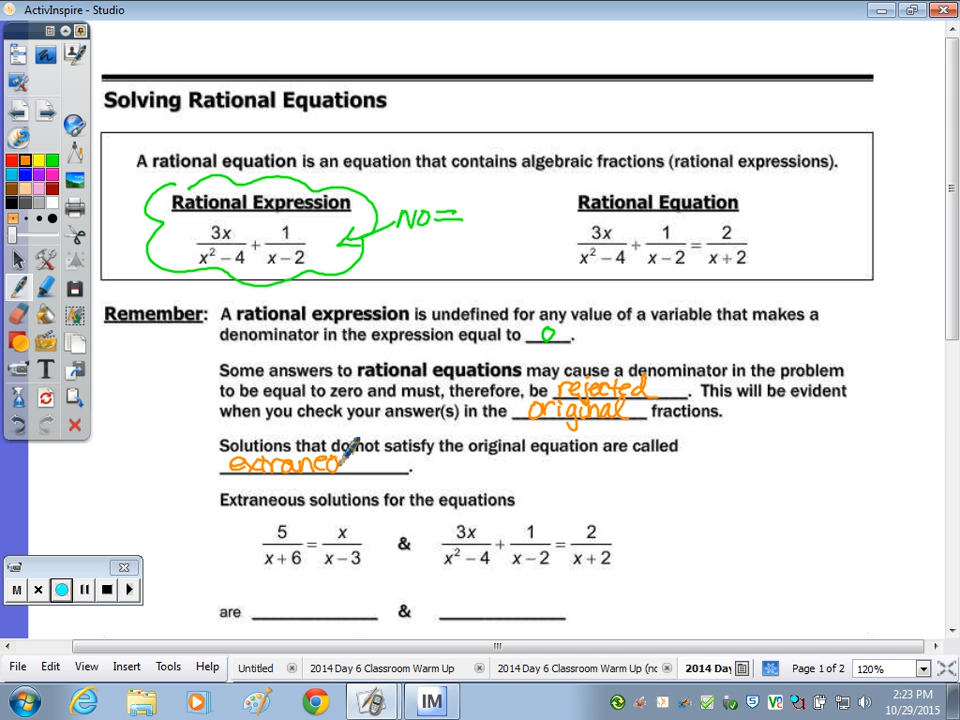 ActivInspire - Studio
Solving Rational Equations
A rational equation is an equation that contains algebraic fractions (rational expressions).
Rational Expression
3x/(x² – 4) + 1/(x – 2)
NO =
Rational Equation
3x/(x² – 4) + 1/(x – 2) = 2/(x + 2)
Remember: A rational expression is undefined for any value of a variable that makes a
denominator in the expression equal to 0.
Some answers to rational equations may cause a denominator in the problem
to be equal to zero and must, therefore, be rejected. This will be evident
when you check your answer(s) in the original fractions.
Solutions that do not satisfy the original equation are called
extraneo.
Extraneous solutions for the equations
5/(x + 6) = x/(x – 3) & 3x/(x² – 4) + 1/(x – 2) = 2/(x + 2)
are ____________ & ____________
M
File Edit View Insert Tools Help Untitled 2014 Day 6 Classroom Warm Up 2014 Day 6 Classroom Warm Up (no 2014 Day Page 1 of 2 120%
IM
2:23 PM
10/29/2015